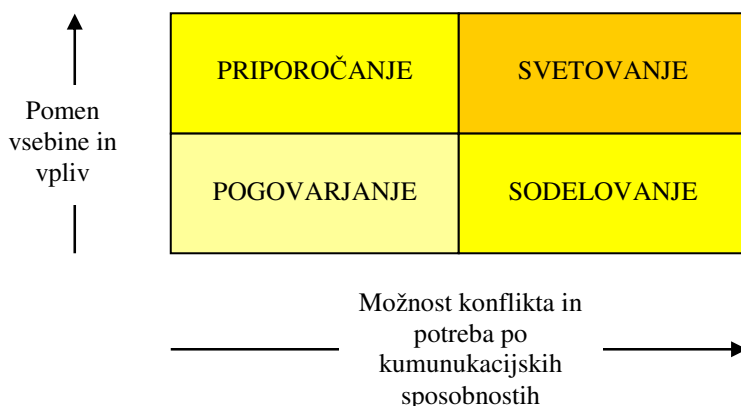 PRIPOROČANJE
SVETOVANJE
Pomen
vsebine in
vpliv
POGOVARJANJE
SODELOVANJE
Možnost konflikta in
potreba po
kumunukacijskih
sposobnostih